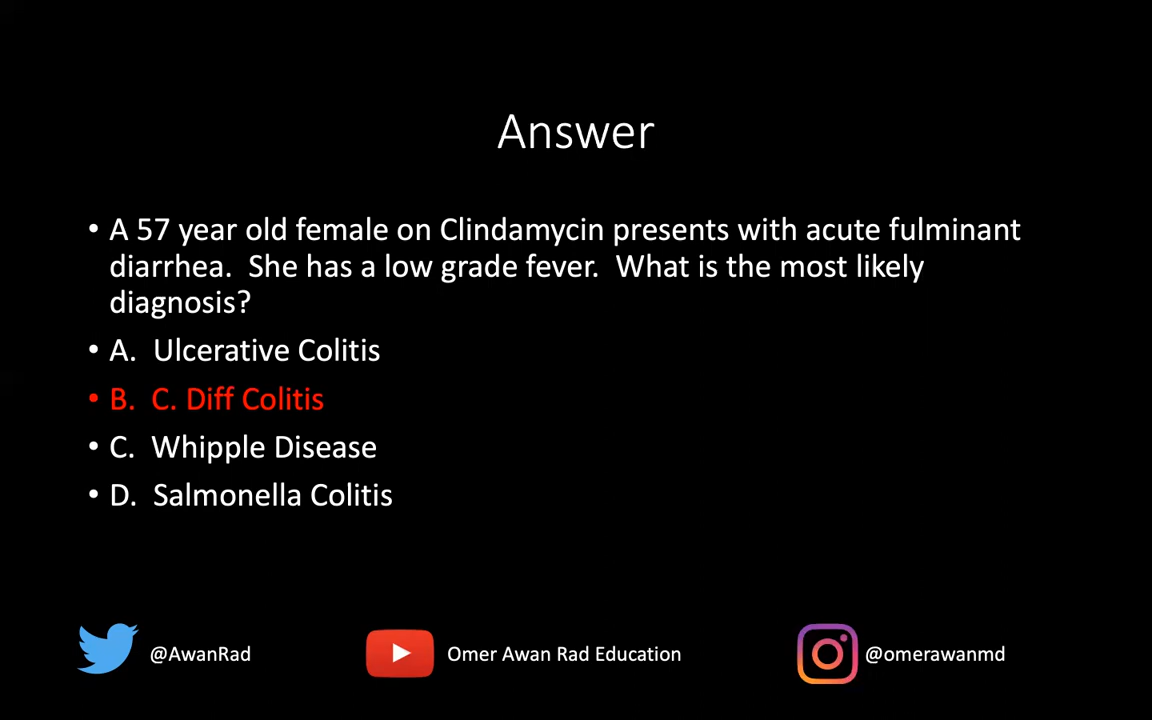 Answer
• A 57 year old female on Clindamycin presents with acute fulminant
diarrhea.  She has a low grade fever.  What is the most likely
diagnosis?
• A.  Ulcerative Colitis
• B.  C. Diff Colitis
• C.  Whipple Disease
• D.  Salmonella Colitis
@AwanRad
Omer Awan Rad Education
@omerawanmd